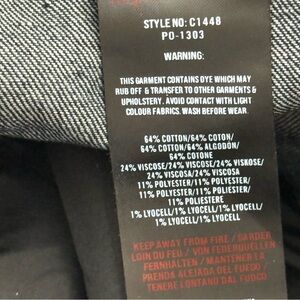 STYLE NO: C1448
PO-1303
WARNING:
THIS GARMENT CONTAINS DYE WHICH MAY
RUB OFF & TRANSFER TO OTHER GARMENTS &
UPHOLSTERY. AVOID CONTACT WITH LIGHT
COLOUR FABRICS. WASH BEFORE WEAR.
64% COTTON/64% COTON/
64% COTTON/64% ALGODÓN/
64% COTONE
24% VISCOSE/24% VISCOSE/24% VISKOSE/
24% VISCOSA/24% VISCOSA
11% POLYESTER/11% POLYESTER/
11% POLYESTER/11% POLYESTER/
11% POLIESTERE
1% LYOCELL/1% LYOCELL/1% LYOCELL/
1% LYOCELL/1% LYOCELL
KEEP AWAY FROM FIRE / GARDER
LOIN DU FEU / VON FEDERQUELLEN
FERNHALTEN / MANTENER LA
PRENDA ALEJADA DEL FUEGO /
TENERE LONTANO DAL FUOCO